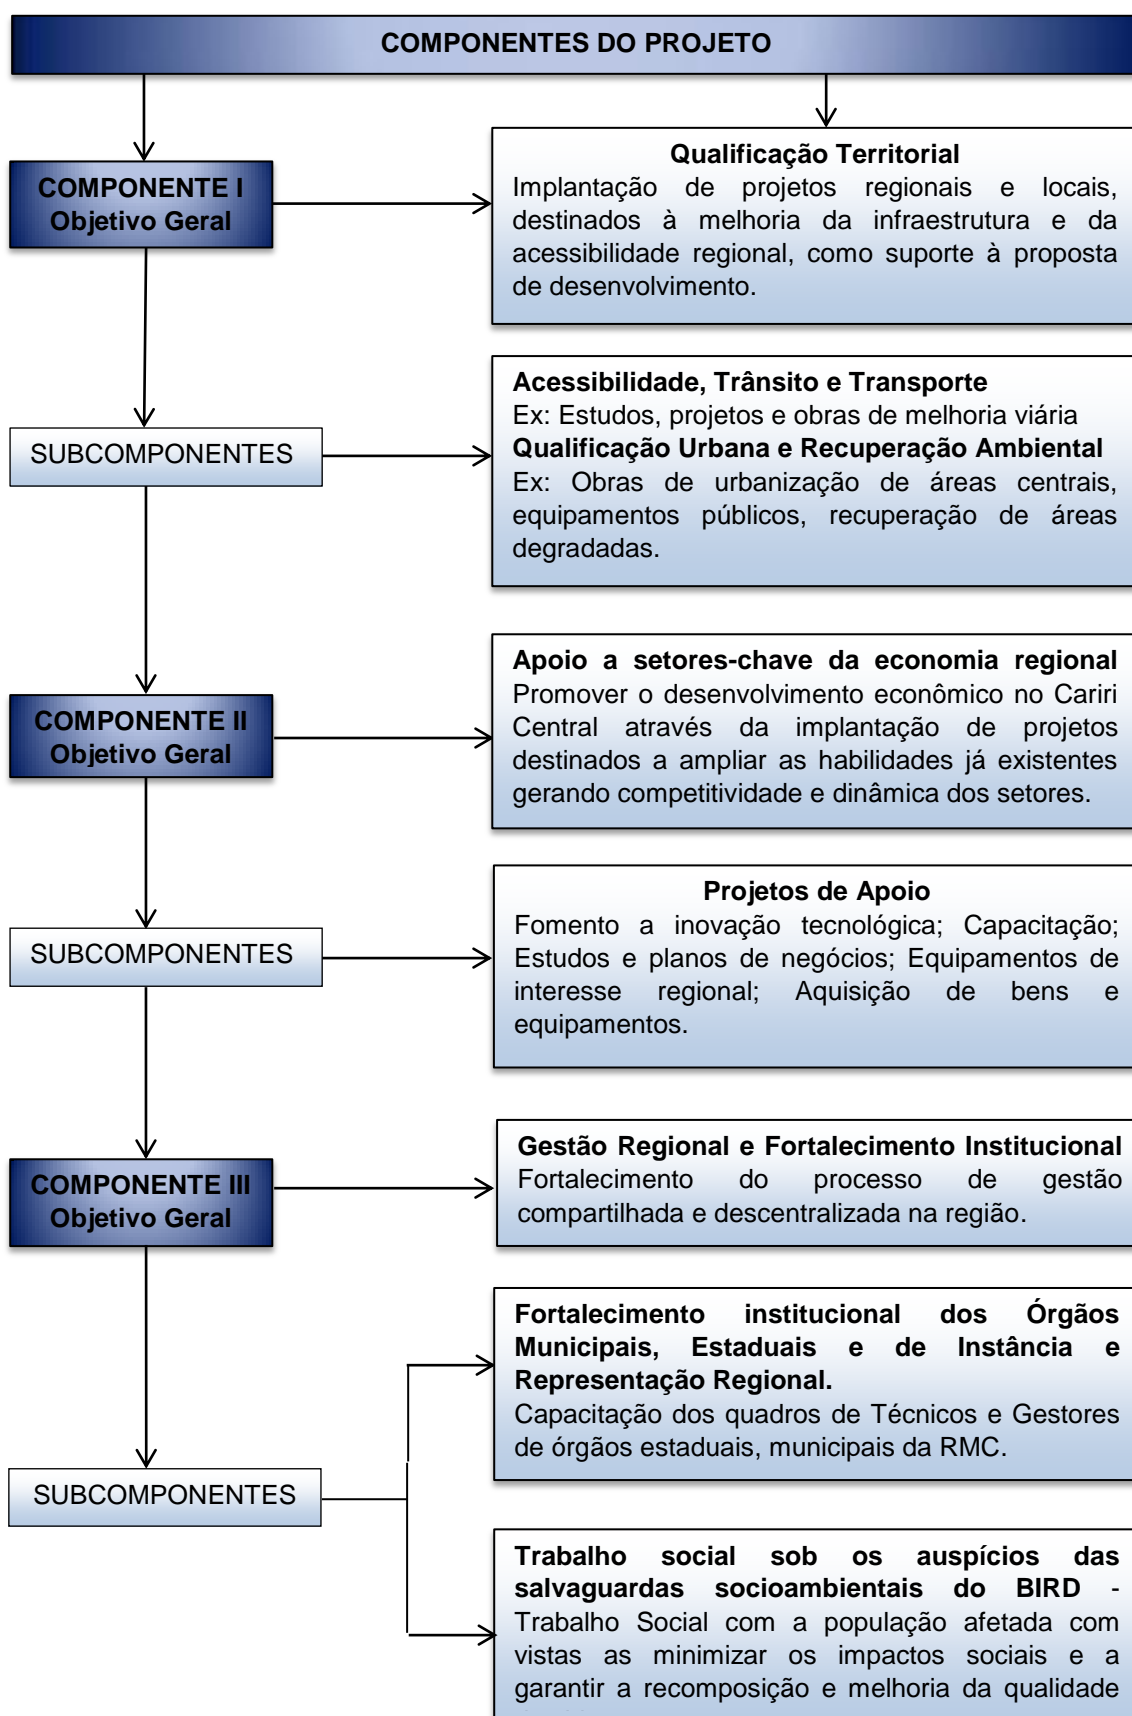 COMPONENTES DO PROJETO
COMPONENTE I
Objetivo Geral
Qualificação Territorial
Implantação de projetos regionais e locais,
destinados à melhoria da infraestrutura e da
acessibilidade regional, como suporte à proposta
de desenvolvimento.
SUBCOMPONENTES
Acessibilidade, Trânsito e Transporte
Ex: Estudos, projetos e obras de melhoria viária
Qualificação Urbana e Recuperação Ambiental
Ex: Obras de urbanização de áreas centrais,
equipamentos públicos, recuperação de áreas
degradadas.
COMPONENTE II
Objetivo Geral
Apoio a setores-chave da economia regional
Promover o desenvolvimento econômico no Cariri
Central através da implantação de projetos
destinados a ampliar as habilidades já existentes
gerando competitividade e dinâmica dos setores.
SUBCOMPONENTES
Projetos de Apoio
Fomento a inovação tecnológica; Capacitação;
Estudos e planos de negócios; Equipamentos de
interesse regional; Aquisição de bens e
equipamentos.
COMPONENTE III
Objetivo Geral
Gestão Regional e Fortalecimento Institucional
Fortalecimento do processo de gestão
compartilhada e descentralizada na região.
SUBCOMPONENTES
Fortalecimento institucional dos Órgãos
Municipais, Estaduais e de Instância e
Representação Regional.
Capacitação dos quadros de Técnicos e Gestores
de órgãos estaduais, municipais da RMC.
Trabalho social sob os auspícios das
salvaguardas socioambientais do BIRD -
Trabalho Social com a população afetada com
vistas as minimizar os impactos sociais e a
garantir a recomposição e melhoria da qualidade